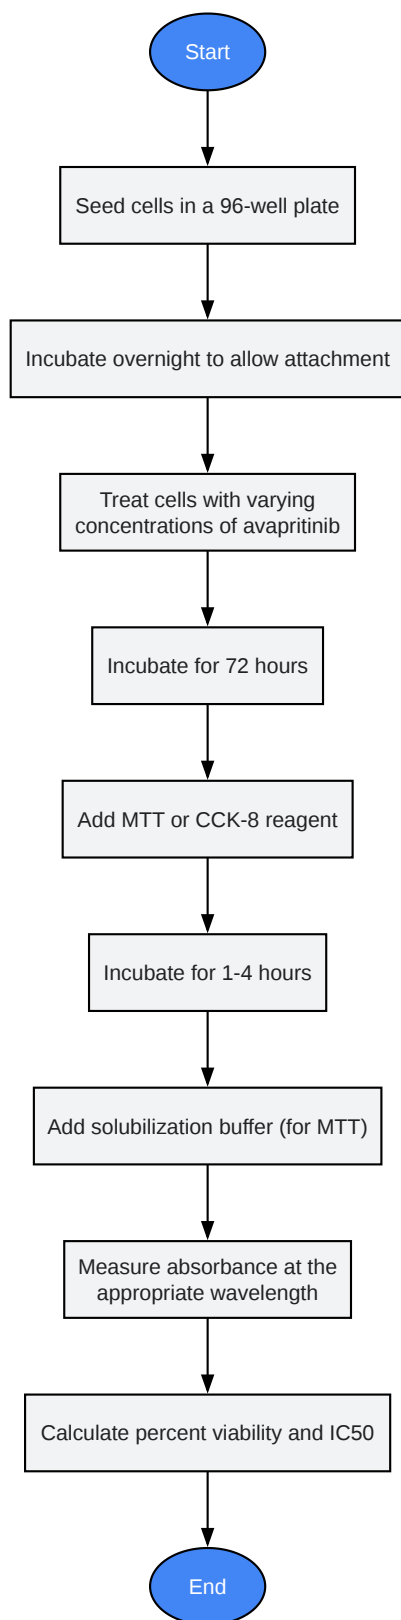 Start
Seed cells in a 96-well plate
Incubate overnight to allow attachment
Treat cells with varying
concentrations of avapritinib
Incubate for 72 hours
Add MTT or CCK-8 reagent
Incubate for 1-4 hours
Add solubilization buffer (for MTT)
Measure absorbance at the
appropriate wavelength
Calculate percent viability and IC50
End